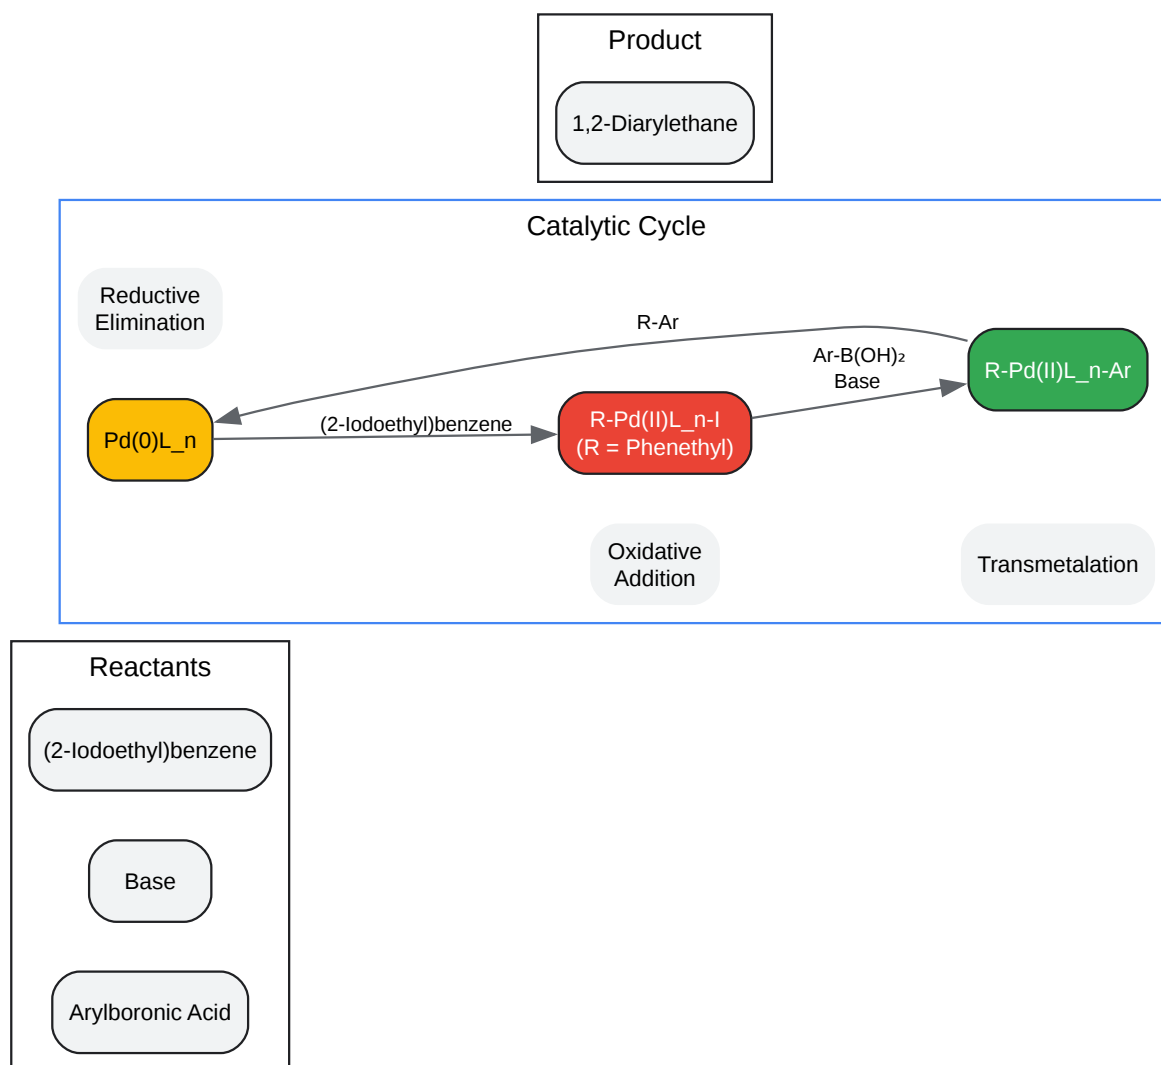 Product
1,2-Diarylethane
Catalytic Cycle
Reductive
Elimination
R-Ar
Ar-B(OH)₂
Base
R-Pd(II)L_n-Ar
Pd(0)L_n
(2-Iodoethyl)benzene
R-Pd(II)L_n-I
(R = Phenethyl)
Oxidative
Addition
Transmetalation
Reactants
(2-Iodoethyl)benzene
Base
Arylboronic Acid